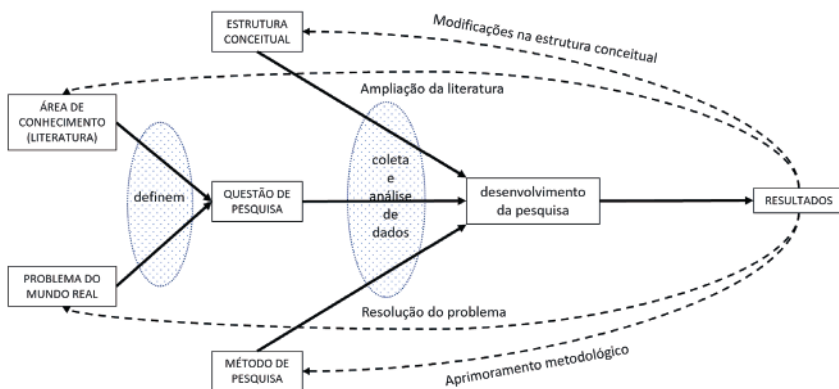 ESTRUTURA
CONCEITUAL
Modificações na estrutura conceitual
Ampliação da literatura
ÁREA DE
CONHECIMENTO
(LITERATURA)
definem
QUESTÃO DE
PESQUISA
coleta
e
análise
de
dados
desenvolvimento
da pesquisa
RESULTADOS
PROBLEMA DO
MUNDO REAL
Resolução do problema
MÉTODO DE
PESQUISA
Aprimoramento metodológico